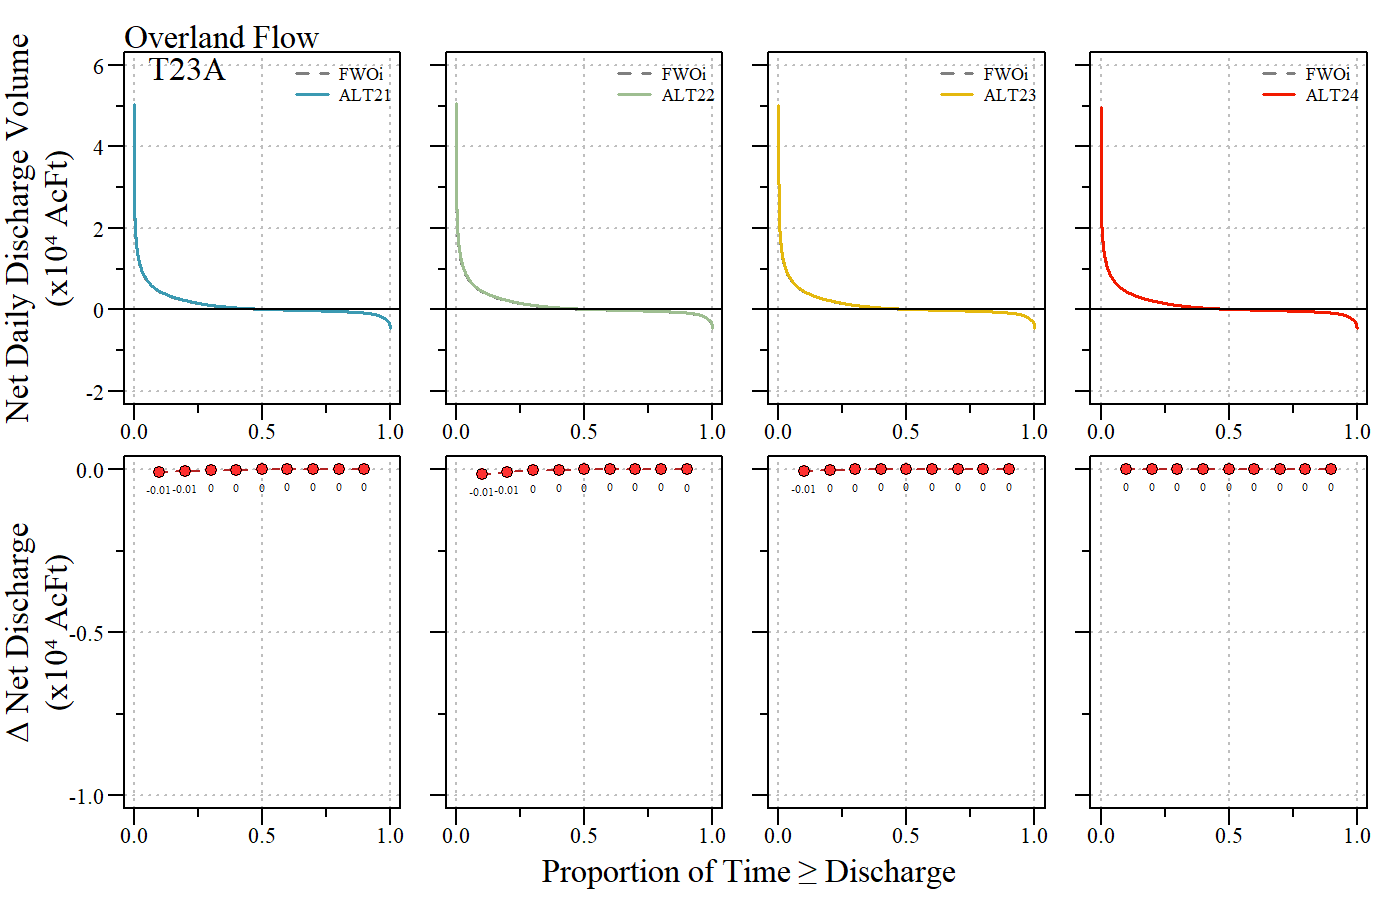 Overland Flow
T23A
Net Daily Discharge Volume
(x10⁴ AcFt)
6
4
2
0
-2
FWOi
ALT21
FWOi
ALT22
FWOi
ALT23
FWOi
ALT24
0.0 0.5 1.0
0.0 0.5 1.0
0.0 0.5 1.0
0.0 0.5 1.0
Δ Net Discharge
(x10⁴ AcFt)
0.0
-0.5
-1.0
-0.01 -0.01 0 0 0 0 0 0 0
-0.01 -0.01 0 0 0 0 0 0 0
-0.01 0 0 0 0 0 0 0 0
0 0 0 0 0 0 0 0 0
0.0 0.5 1.0
0.0 0.5 1.0
0.0 0.5 1.0
0.0 0.5 1.0
Proportion of Time ≥ Discharge